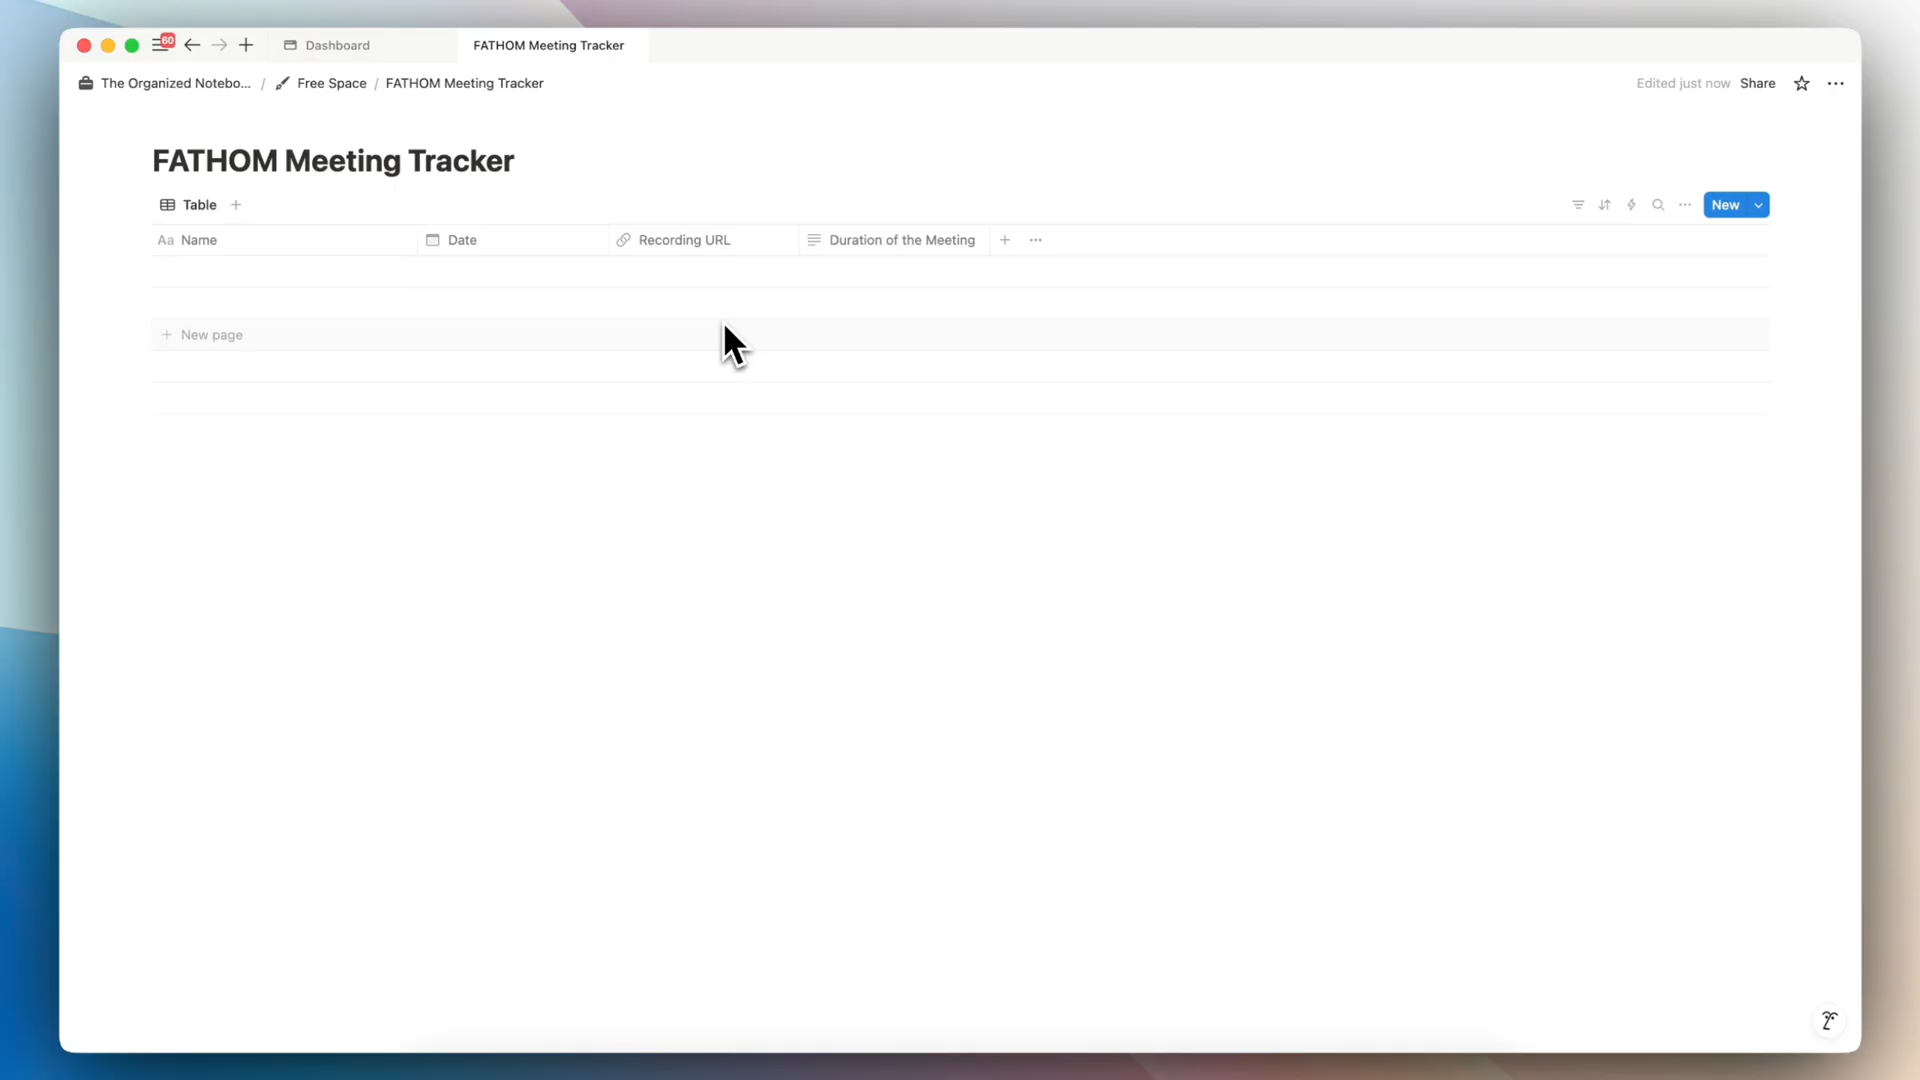 60
Dashboard
FATHOM Meeting Tracker
The Organized Notebo... / Free Space / FATHOM Meeting Tracker
Edited just now Share
FATHOM Meeting Tracker
Table
New
Aa Name Date Recording URL Duration of the Meeting
New page